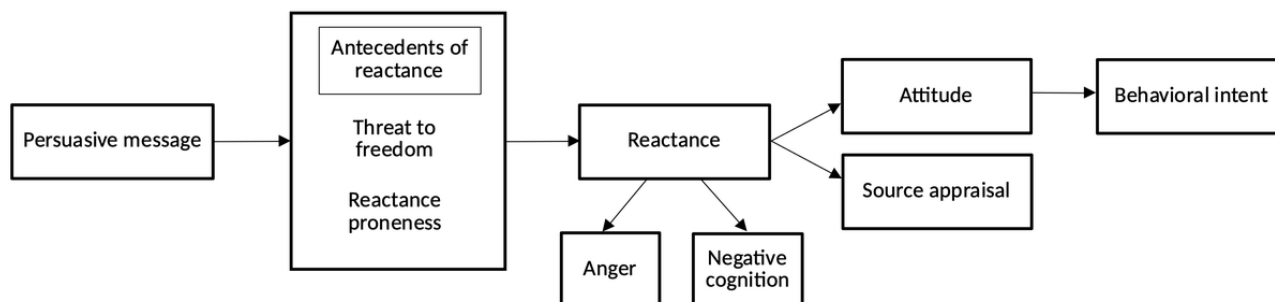 Persuasive message
Antecedents of
reactance
Threat to
freedom
Reactance
proneness
Reactance
Anger
Negative
cognition
Attitude
Source appraisal
Behavioral intent